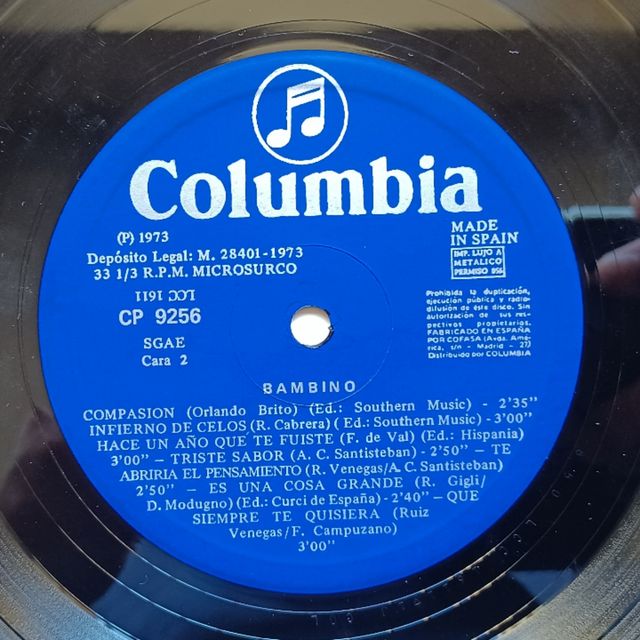 Columbia
(P) 1973
Depósito Legal: M. 28401-1973
33 1/3 R.P.M. MICROSURCO
LCC 1611
CP 9256
SGAE
Cara 2
MADE
IN SPAIN
IMP. LUJO A
METALICO
PERMISO 956
Prohibida la duplicación,
ejecución pública y radio-
difusión de este disco. Sin
autorización de sus res-
pectivos propietarios.
FABRICADO EN ESPAÑA
POR COFASA (Avda. Amé-
rica, s/n - Madrid - 27)
Distribuido por COLUMBIA
BAMBINO
COMPASION (Orlando Brito) (Ed.: Southern Music) - 2'35"
INFIERNO DE CELOS (R. Cabrera) (Ed.: Southern Music) - 3'00"
HACE UN AÑO QUE TE FUISTE (F. de Val) (Ed.: Hispania)
3'00" - TRISTE SABOR (A. C. Santisteban) - 2'50" - TE
ABRIRIA EL PENSAMIENTO (R. Venegas/A. C. Santisteban)
2'50" - ES UNA COSA GRANDE (R. Gigli/
D. Modugno) (Ed.: Curci de España) - 2'40" - QUE
SIEMPRE TE QUISIERA (Ruiz
Venegas/F. Campuzano)
3'00"